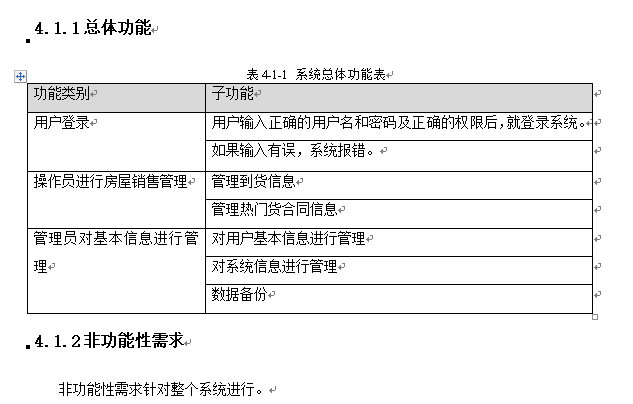 4.1.1总体功能
表4-1-1 系统总体功能表
功能类别 子功能
用户登录 用户输入正确的用户名和密码及正确的权限后，就登录系统。
如果输入有误，系统报错。
操作员进行房屋销售管理 管理到货信息
管理热门货合同信息
管理员对基本信息进行管 对用户基本信息进行管理
理 对系统信息进行管理
数据备份
4.1.2非功能性需求
非功能性需求针对整个系统进行。